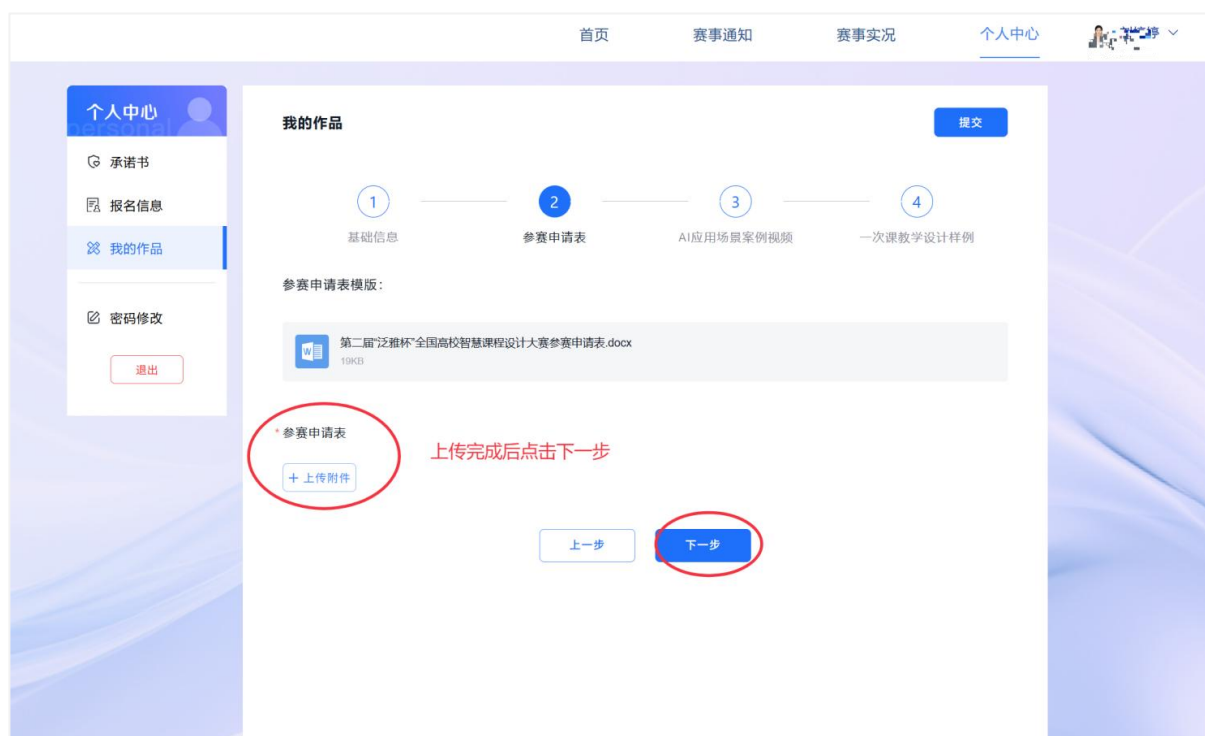 首页 赛事通知 赛事实况 个人中心
个人中心
personal
承诺书
报名信息
我的作品
密码修改
退出
我的作品
提交
1 2 3 4
基础信息 参赛申请表 AI应用场景案例视频 一次课教学设计样例
参赛申请表模版：
W
第二届“泛雅杯”全国高校智慧课程设计大赛参赛申请表.docx
19KB
* 参赛申请表
上传完成后点击下一步
+ 上传附件
上一步 下一步